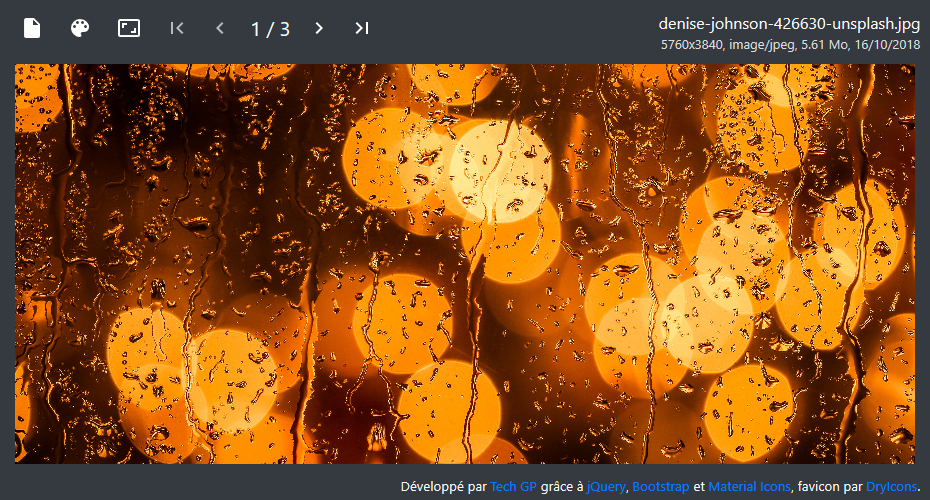 1 / 3
denise-johnson-426630-unsplash.jpg
5760x3840, image/jpeg, 5.61 Mo, 16/10/2018
Développé par Tech GP grâce à jQuery, Bootstrap et Material Icons, favicon par DryIcons.